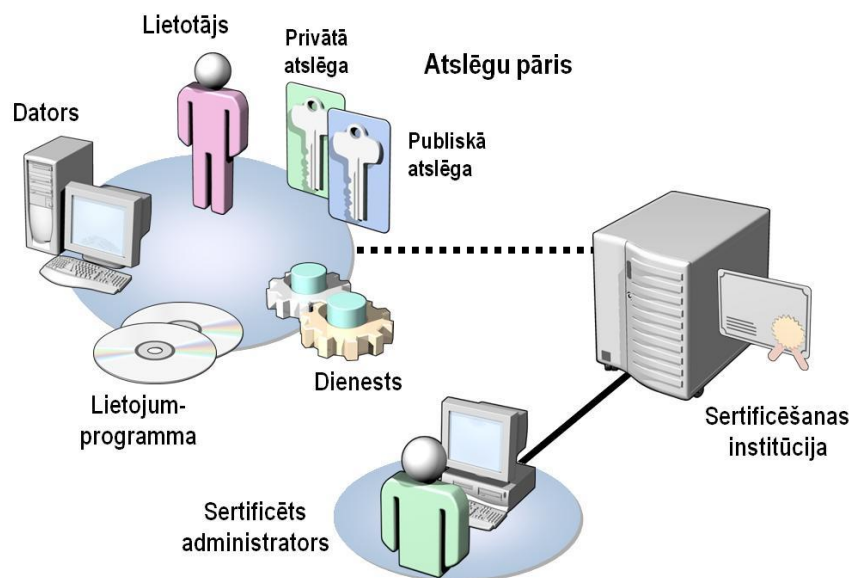 Lietotājs
Privātā
atslēga
Atslēgu pāris
Dators
Publiskā
atslēga
Dienests
Lietojum-
programma
Sertificēšanas
institūcija
Sertificēts
administrators